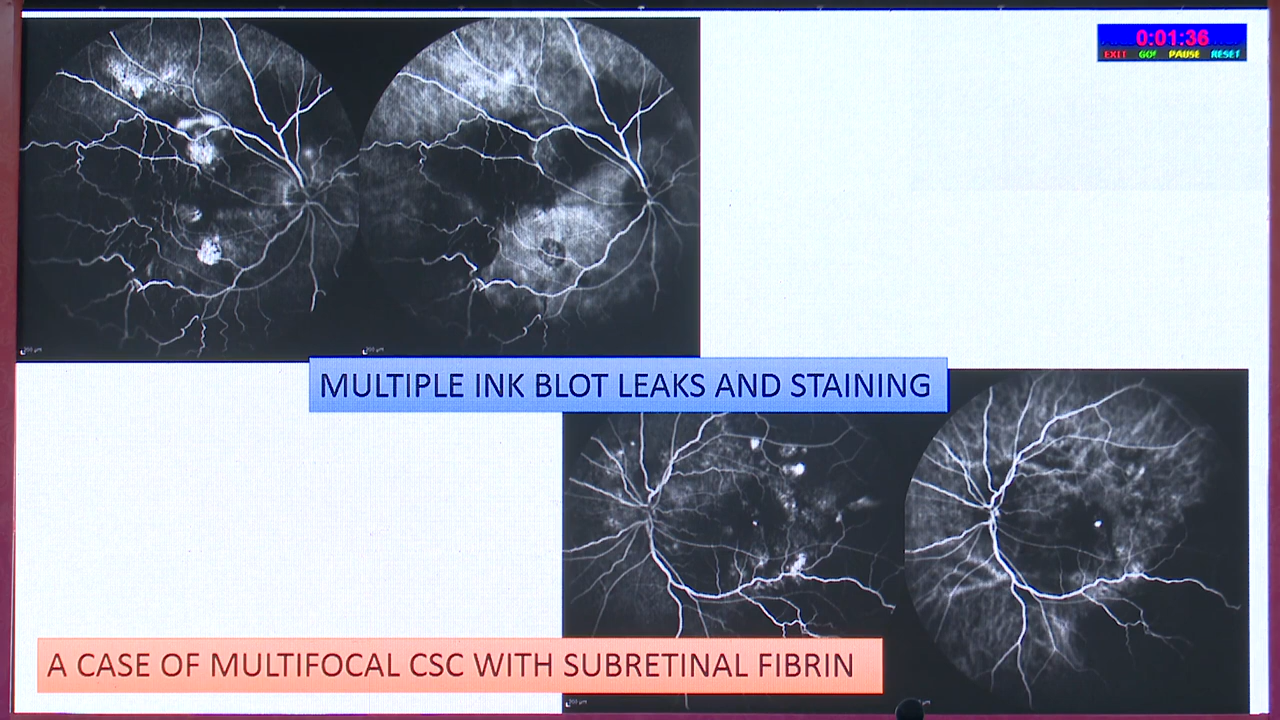 0:01:36
EXIT GO! PAUSE RESET
MULTIPLE INK BLOT LEAKS AND STAINING
A CASE OF MULTIFOCAL CSC WITH SUBRETINAL FIBRIN